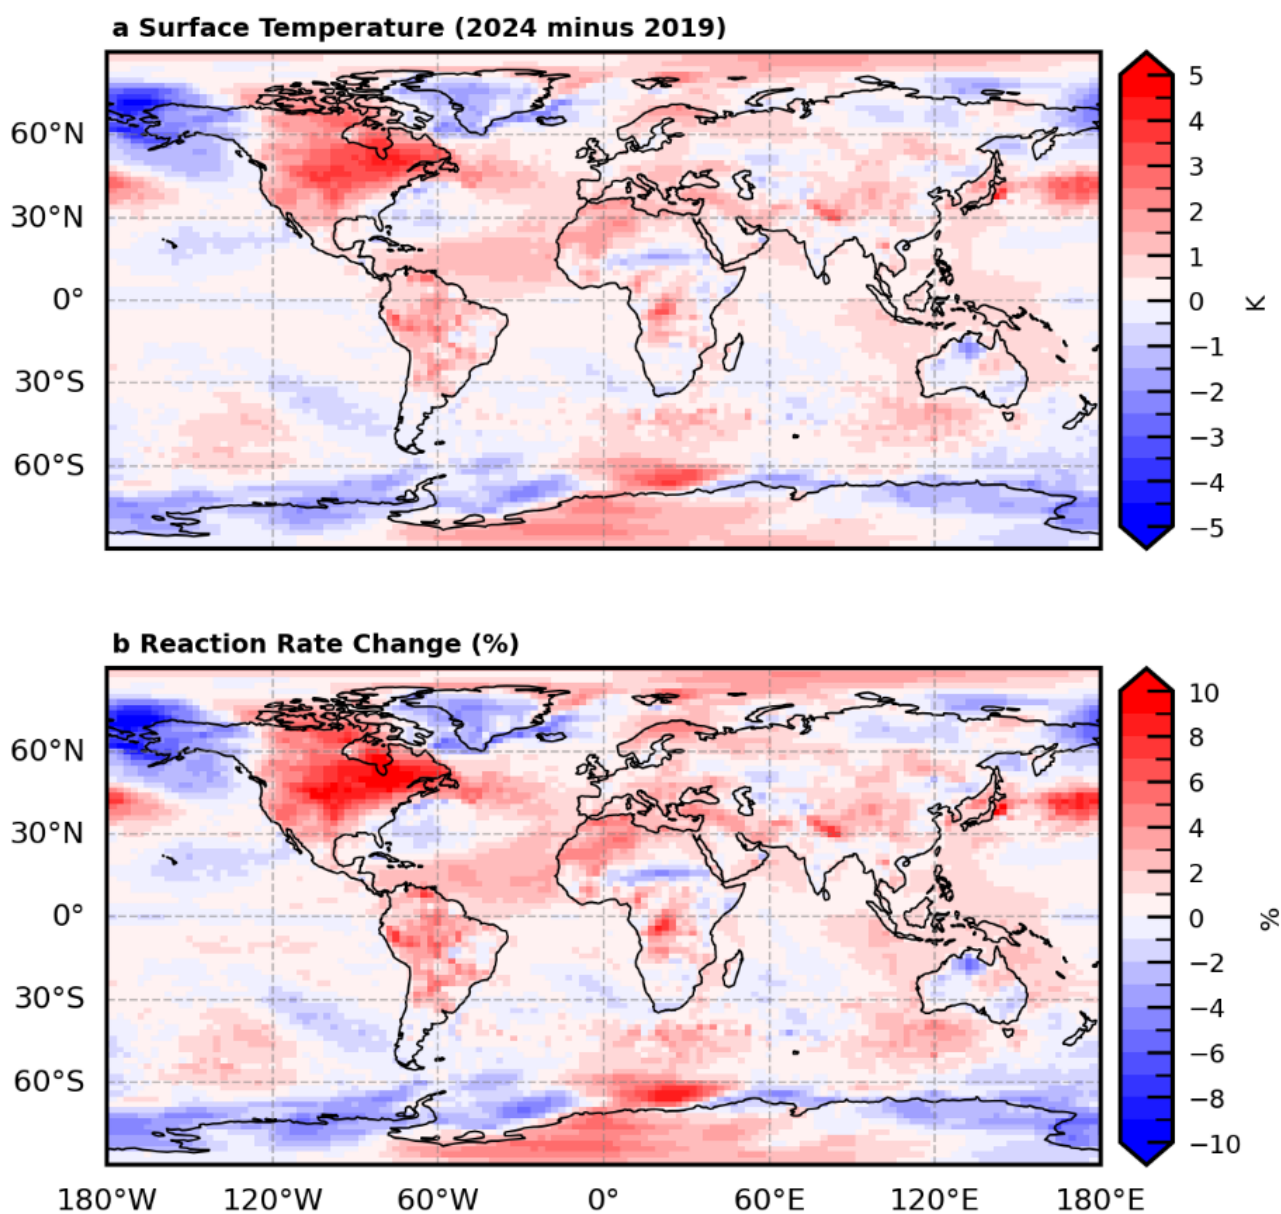 a Surface Temperature (2024 minus 2019)
60°N
30°N
0°
30°S
60°S
5
4
3
2
1
0
−1
−2
−3
−4
−5
K
b Reaction Rate Change (%)
60°N
30°N
0°
30°S
60°S
180°W 120°W 60°W 0° 60°E 120°E 180°E
10
8
6
4
2
0
−2
−4
−6
−8
−10
%